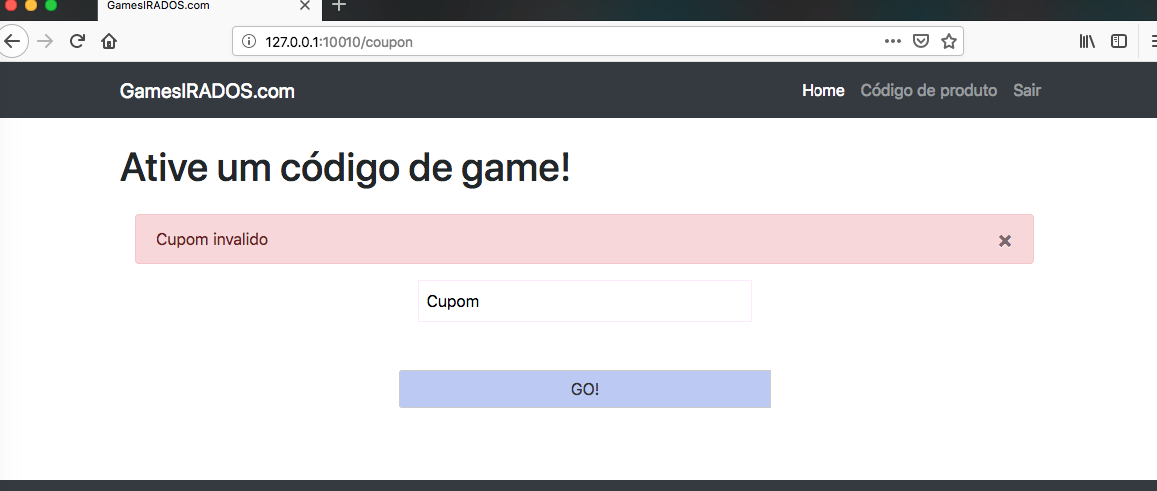 GamesIRADOS.com
127.0.0.1:10010/coupon
GamesIRADOS.com
Home Código de produto Sair
Ative um código de game!
Cupom invalido
Cupom
GO!